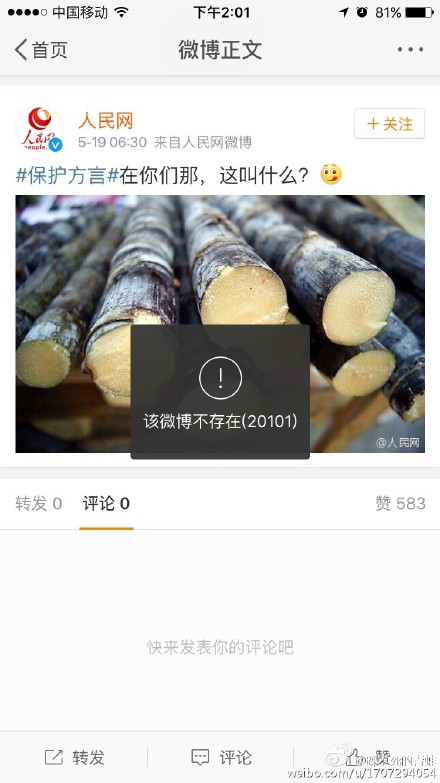 中国移动 下午2:01 81%
首页 微博正文
人民网 +关注
5-19 06:30 来自人民网微博
#保护方言#在你们那，这叫什么？
该微博不存在(20101)
@人民网
转发 0 评论 0 赞 583
快来发表你的评论吧
转发 评论 赞
weibo.com/u/1707294054